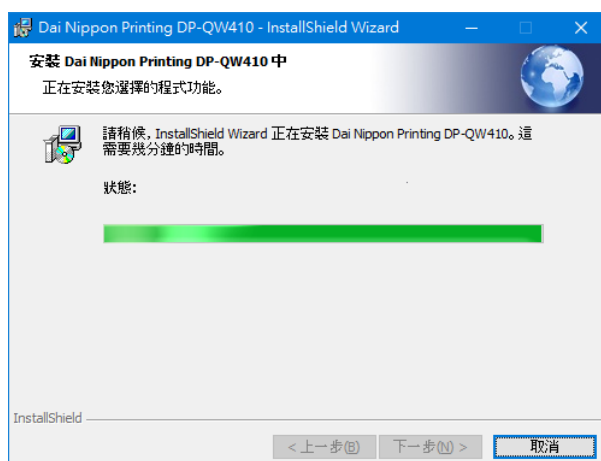 Dai Nippon Printing DP-QW410 - InstallShield Wizard
安裝 Dai Nippon Printing DP-QW410 中
正在安裝您選擇的程式功能。
請稍候, InstallShield Wizard 正在安裝 Dai Nippon Printing DP-QW410。這
需要幾分鐘的時間。
狀態:
InstallShield
<上一步(B) 下一步(N) > 取消